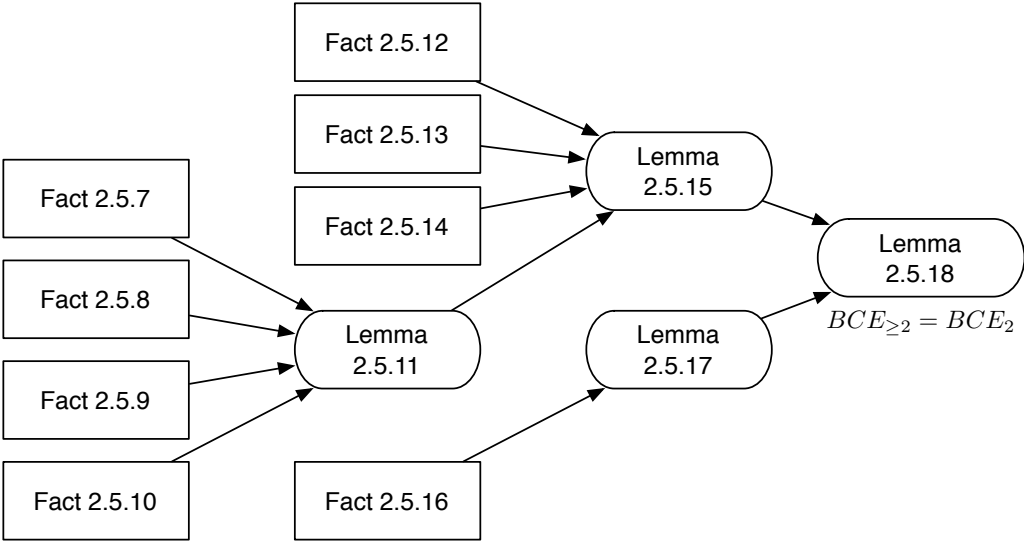 Fact 2.5.12
Fact 2.5.13
Fact 2.5.14
Fact 2.5.7
Fact 2.5.8
Fact 2.5.9
Fact 2.5.10
Lemma
2.5.11
Fact 2.5.16
Lemma
2.5.15
Lemma
2.5.17
Lemma
2.5.18
BCE≥2 = BCE2